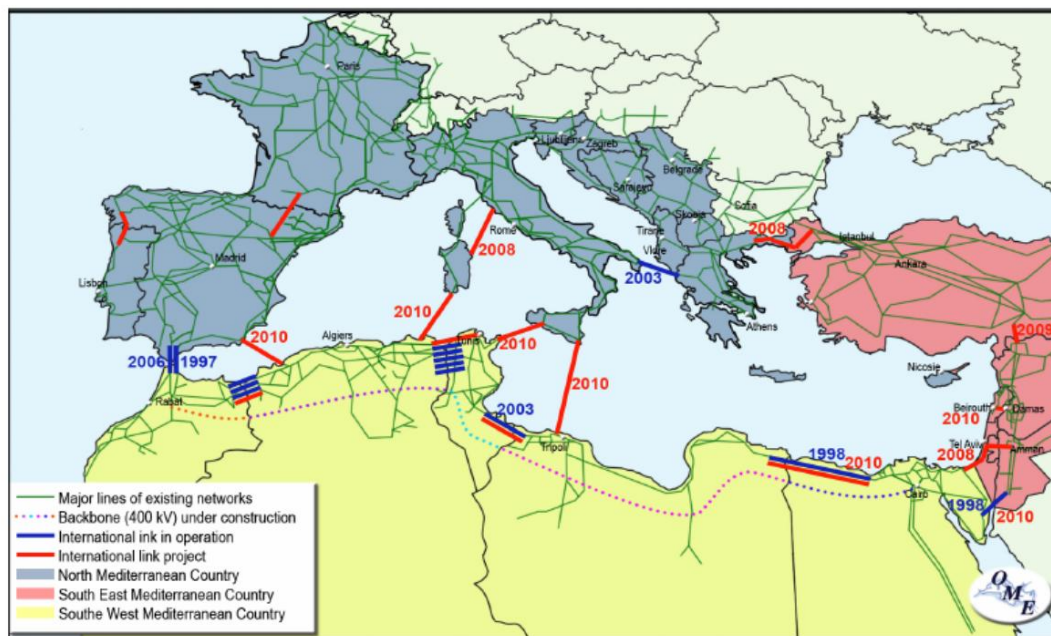 Paris
Ljubljana
Zagreb
Belgrade
Sarajevo
Sofia
Skopia
Rome
2008
Tirane
Vlore
2008
Istanbul
Ankara
Madrid
Lisbon
2003
Athens
2010
Algiers
2010
Tunis
2010
2009
2006
1997
Nicosie
Rabat
2010
Beirouth
2010
Damas
2003
Tripoli
1998
2010
Tel Aviv
2008
Amman
Cairo
1998
2010
Major lines of existing networks
Backbone (400 kV) under construction
International ink in operation
International link project
North Mediterranean Country
South East Mediterranean Country
Southe West Mediterranean Country
OME